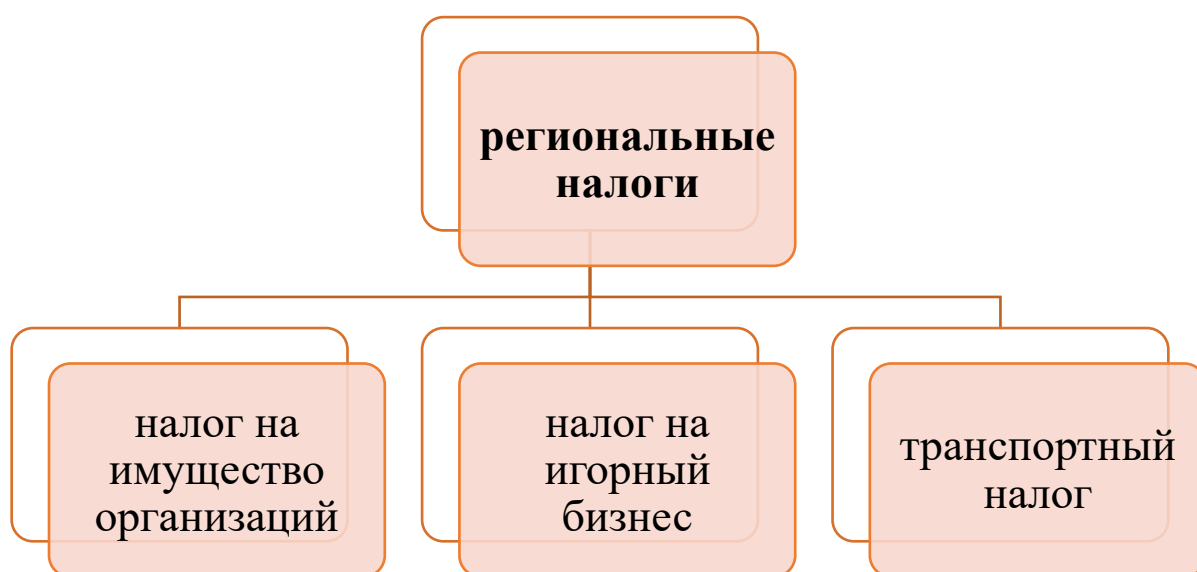 региональные
налоги
налог на
имущество
организаций
налог на
игорный
бизнес
транспортный
налог